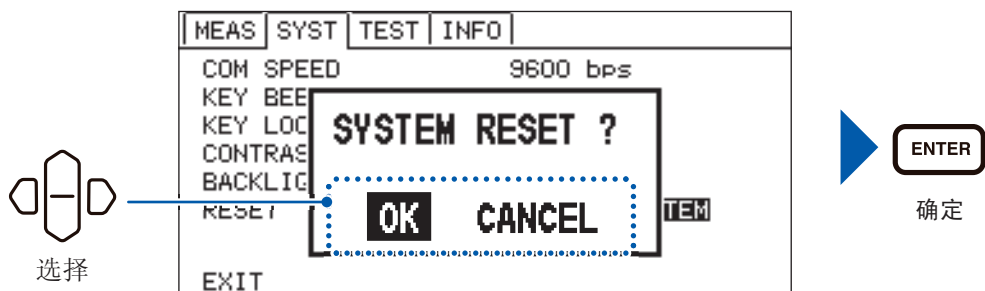 MEAS SYST TEST INFO
COM SPEED 9600 bps
KEY BEE
KEY LOC
SYSTEM RESET ?
CONTRAS
BACKLIG
RESET TEM
OK CANCEL
EXIT
选择
ENTER
确定